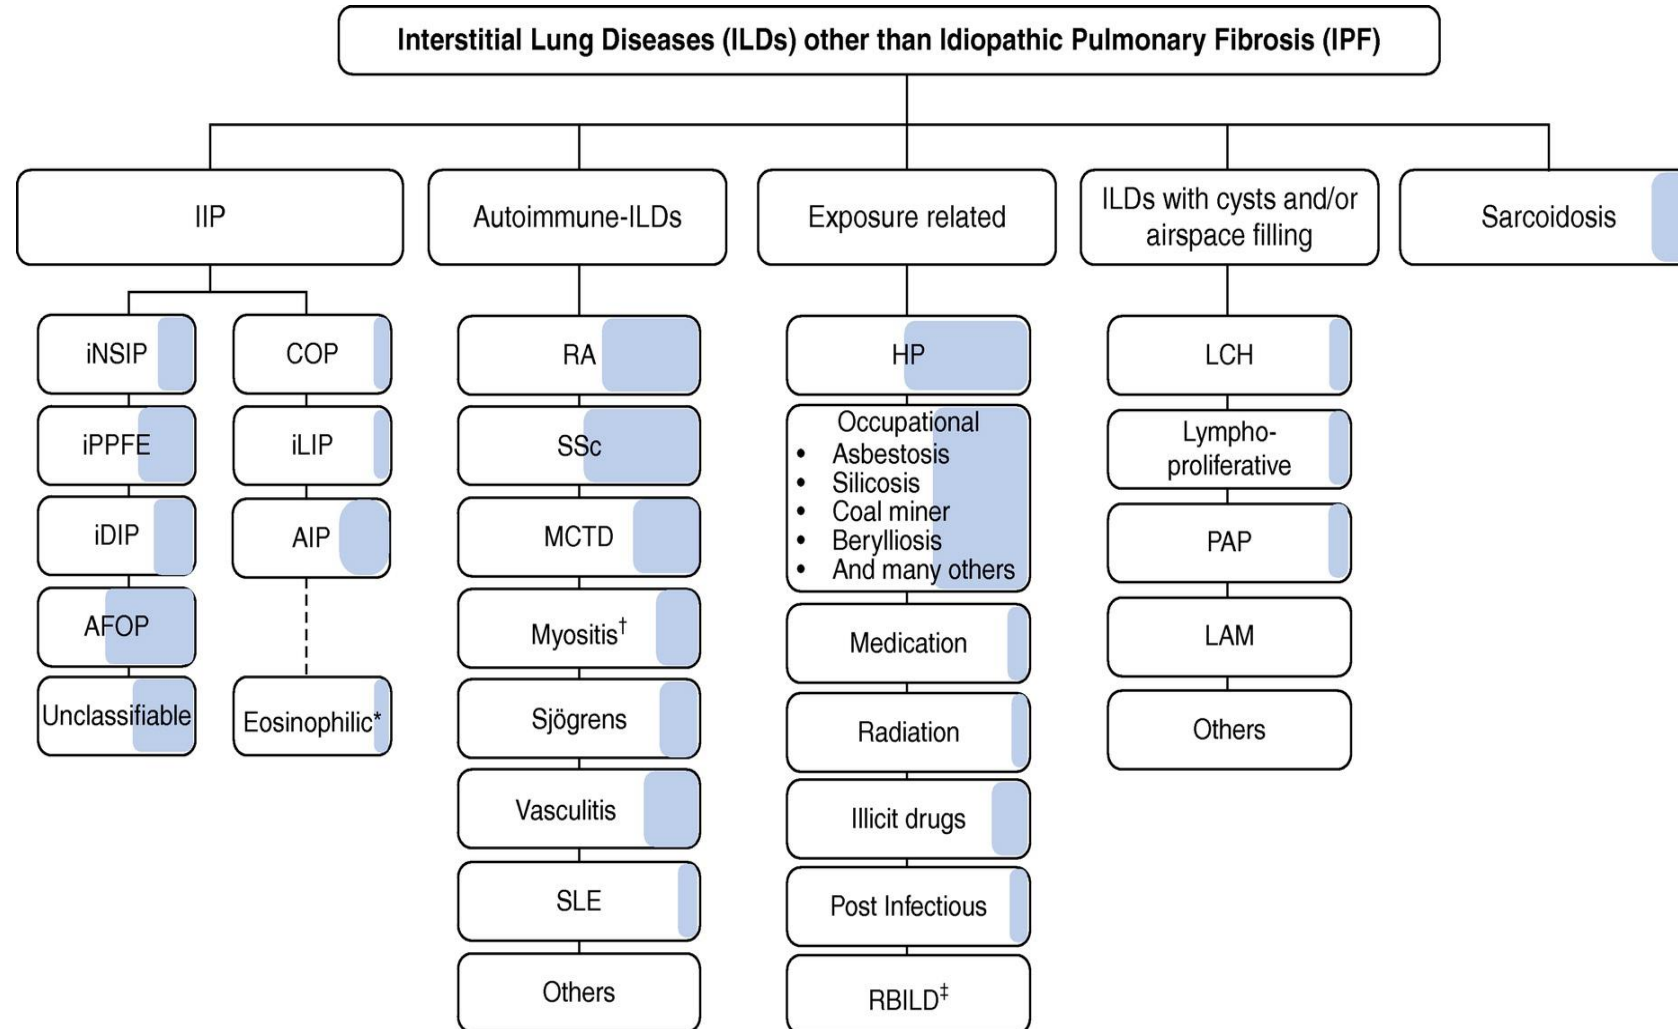 Interstitial Lung Diseases (ILDs) other than Idiopathic Pulmonary Fibrosis (IPF)
IIP
Autoimmune-ILDs
Exposure related
ILDs with cysts and/or
airspace filling
Sarcoidosis
iNSIP
iPPFE
iDIP
AFOP
Unclassifiable
COP
iLIP
AIP
Eosinophilic*
RA
SSc
MCTD
Myositis†
Sjögrens
Vasculitis
SLE
Others
HP
Occupational
• Asbestosis
• Silicosis
• Coal miner
• Berylliosis
• And many others
Medication
Radiation
Illicit drugs
Post Infectious
RBILD‡
LCH
Lympho-
proliferative
PAP
LAM
Others